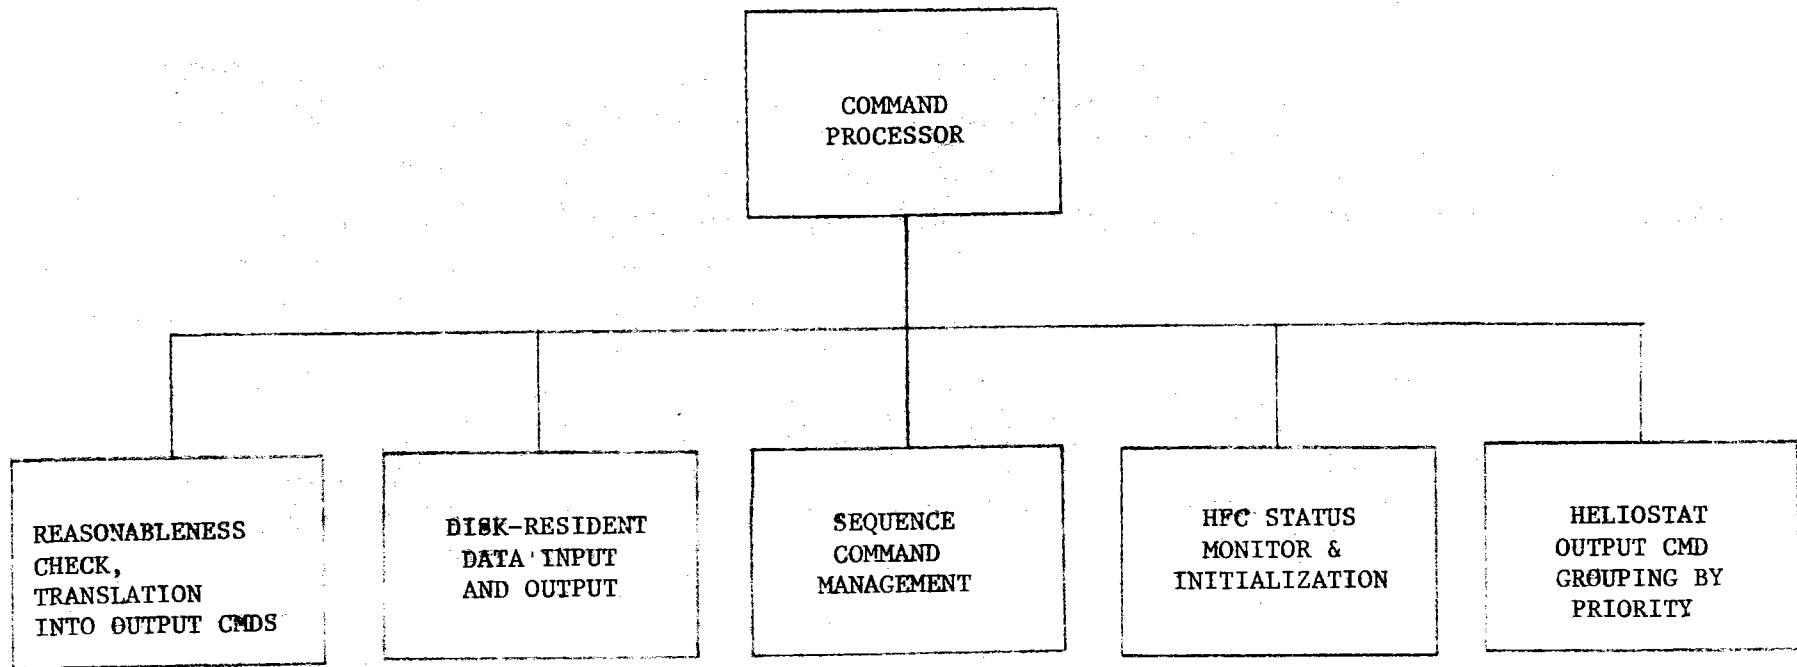 COMMAND
PROCESSOR
REASONABLENESS
CHECK,
TRANSLATION
INTO OUTPUT CMDS
DISK-RESIDENT
DATA INPUT
AND OUTPUT
SEQUENCE
COMMAND
MANAGEMENT
HFC STATUS
MONITOR &
INITIALIZATION
HELIOSTAT
OUTPUT CMD
GROUPING BY
PRIORITY